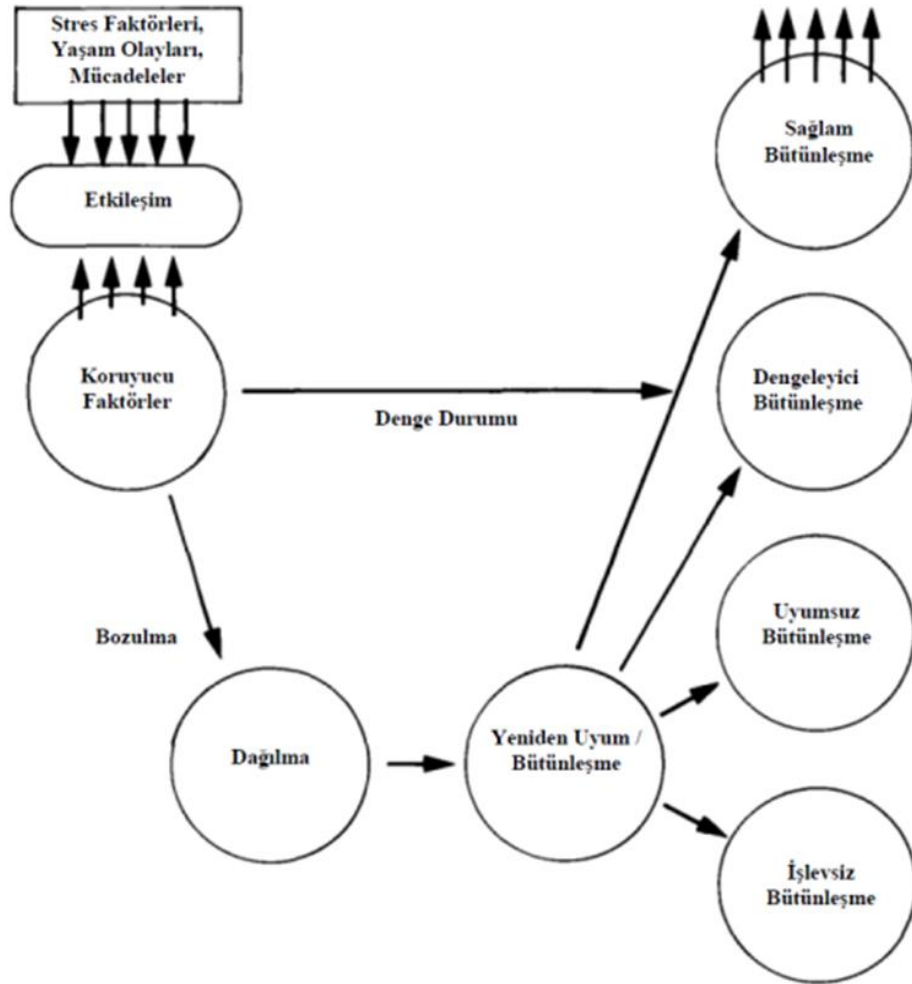 Stres Faktörleri,
Yaşam Olayları,
Mücadeleler
Etkileşim
Koruyucu
Faktörler
Denge Durumu
Bozulma
Dağılma
Yeniden Uyum /
Bütünleşme
Sağlam
Bütünleşme
Dengeleyici
Bütünleşme
Uyumsuz
Bütünleşme
İşlevsiz
Bütünleşme